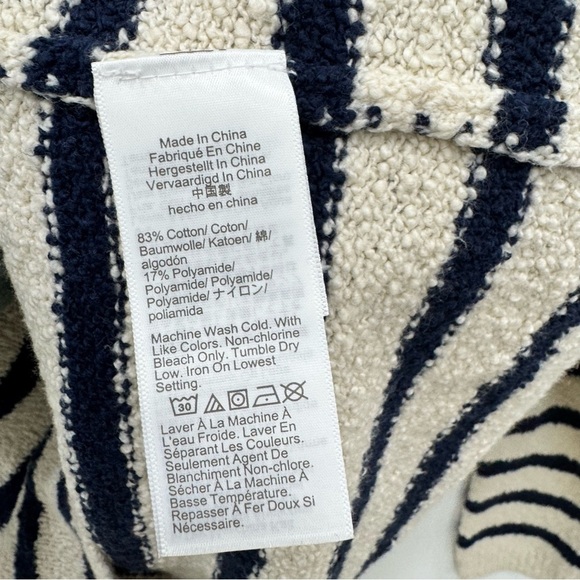 Made In China
Fabriqué En Chine
Hergestellt In China
Vervaardigd In China
中国製
hecho en china
83% Cotton/ Coton/
Baumwolle/ Katoen/ 綿/
algodón
17% Polyamide/
Polyamide/ Polyamide/
Polyamide/ ナイロン/
poliamida
Machine Wash Cold. With
Like Colors. Non-chlorine
Bleach Only. Tumble Dry
Low. Iron On Lowest
Setting.
30
Laver À La Machine À
L'eau Froide. Laver En
Séparant Les Couleurs.
Seulement Agent De
Blanchiment Non-chlore.
Sécher À La Machine À
Basse Température.
Repasser À Fer Doux Si
Nécessaire.